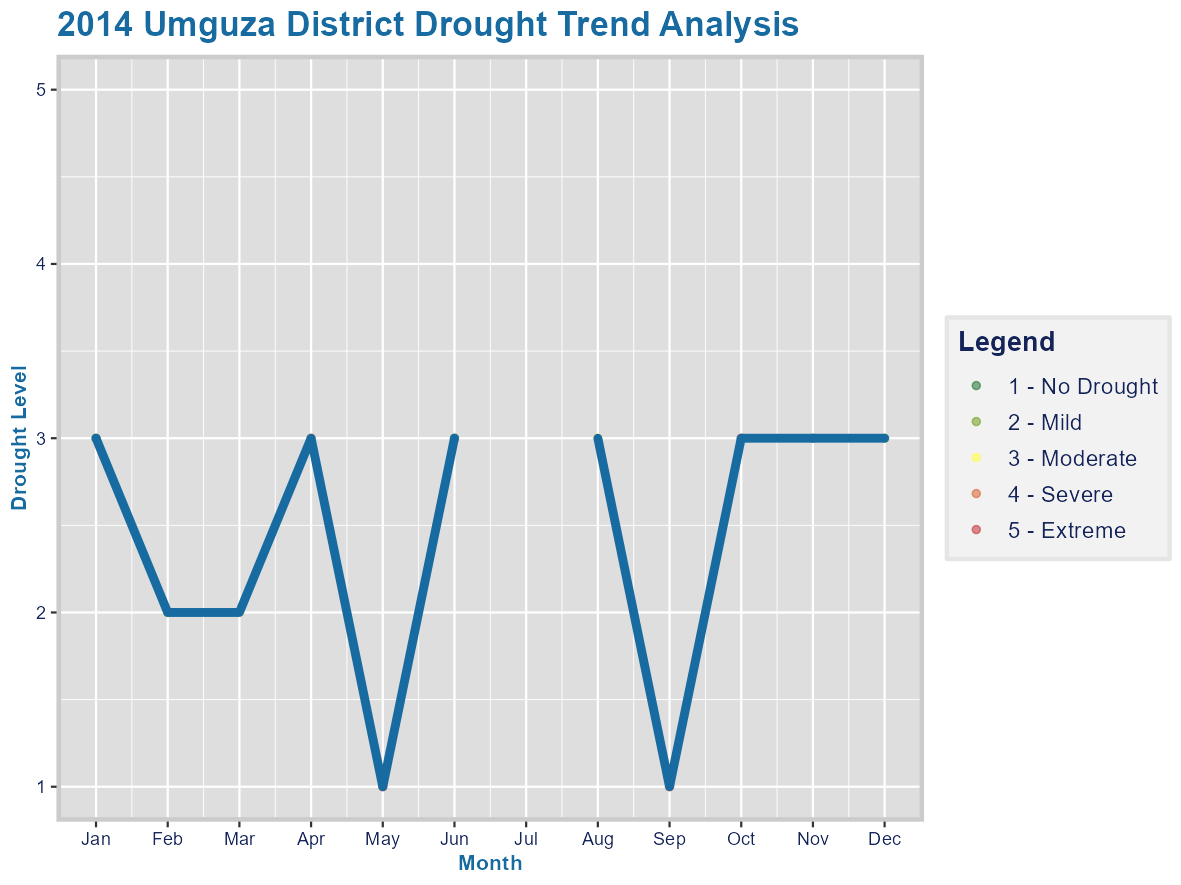 2014 Umguza District Drought Trend Analysis
Drought Level
5
4
3
2
1
Jan Feb Mar Apr May Jun Jul Aug Sep Oct Nov Dec
Month
Legend
1 - No Drought
2 - Mild
3 - Moderate
4 - Severe
5 - Extreme